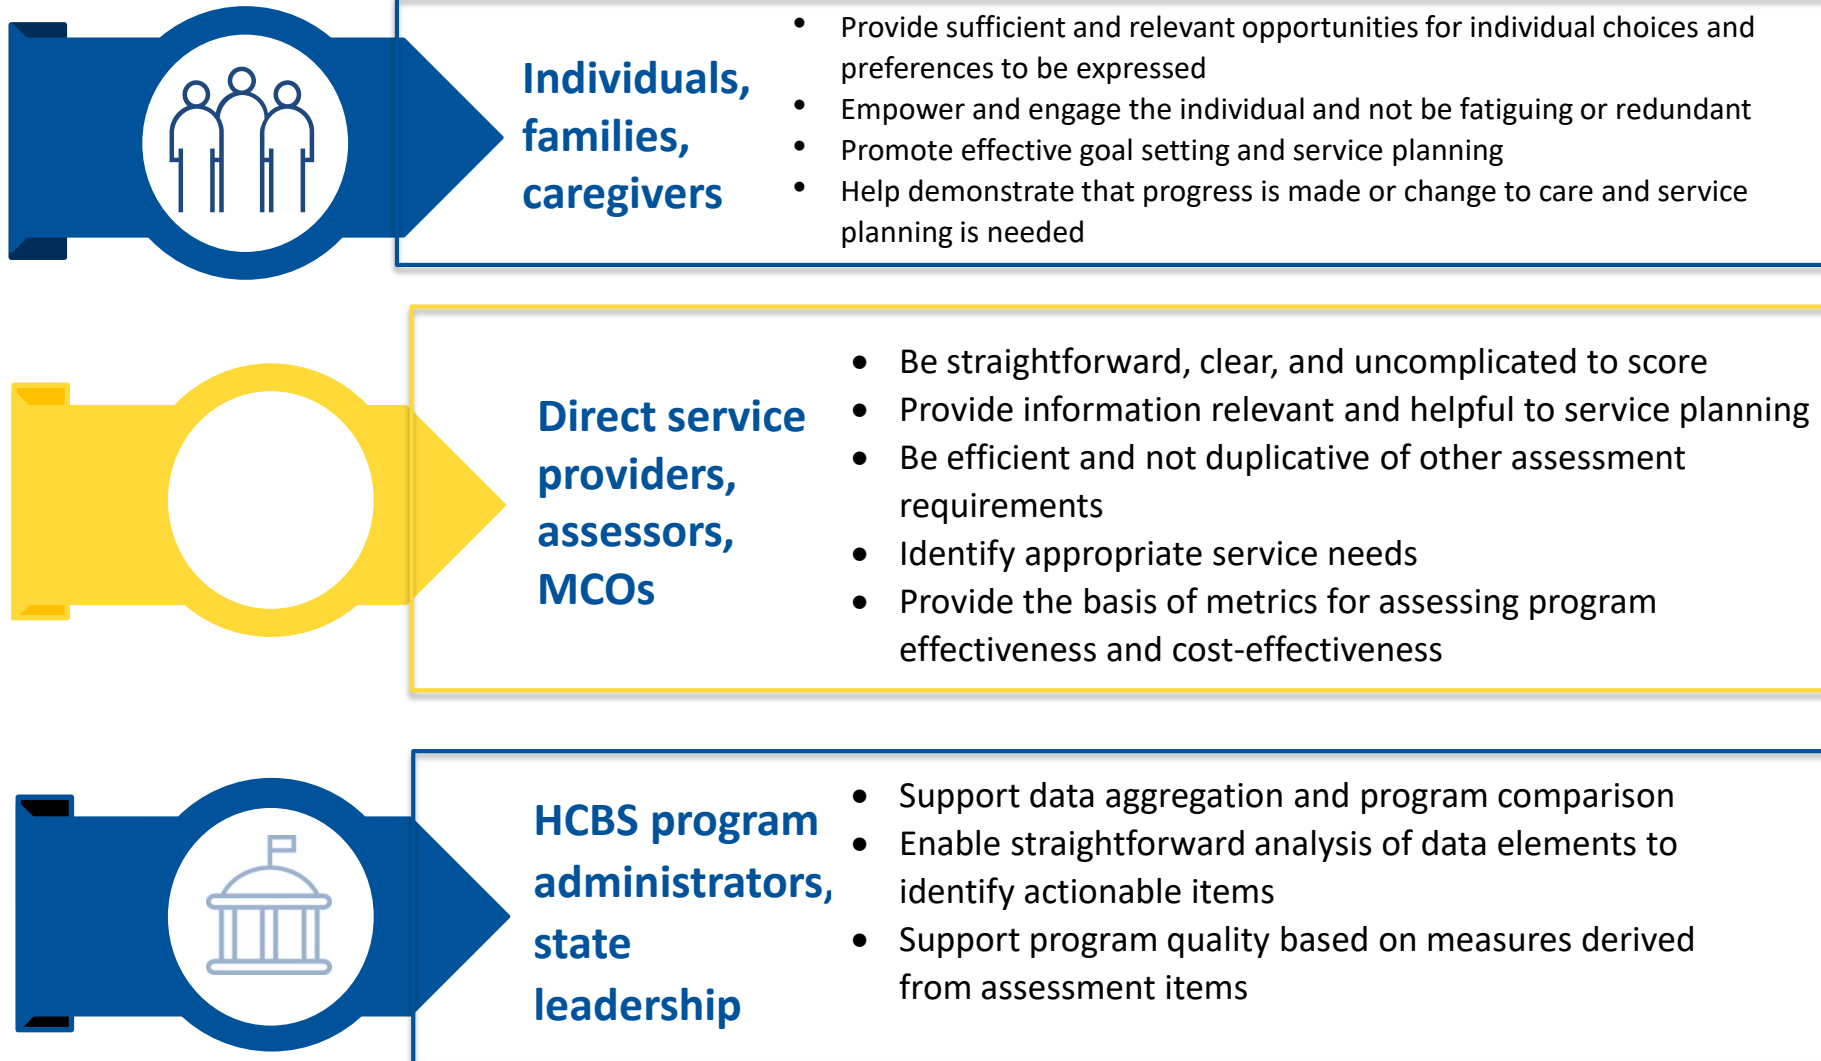 Individuals,
families,
caregivers
• Provide sufficient and relevant opportunities for individual choices and
preferences to be expressed
• Empower and engage the individual and not be fatiguing or redundant
• Promote effective goal setting and service planning
• Help demonstrate that progress is made or change to care and service
planning is needed
Direct service
providers,
assessors,
MCOs
• Be straightforward, clear, and uncomplicated to score
• Provide information relevant and helpful to service planning
• Be efficient and not duplicative of other assessment
requirements
• Identify appropriate service needs
• Provide the basis of metrics for assessing program
effectiveness and cost-effectiveness
HCBS program
administrators,
state
leadership
• Support data aggregation and program comparison
• Enable straightforward analysis of data elements to
identify actionable items
• Support program quality based on measures derived
from assessment items